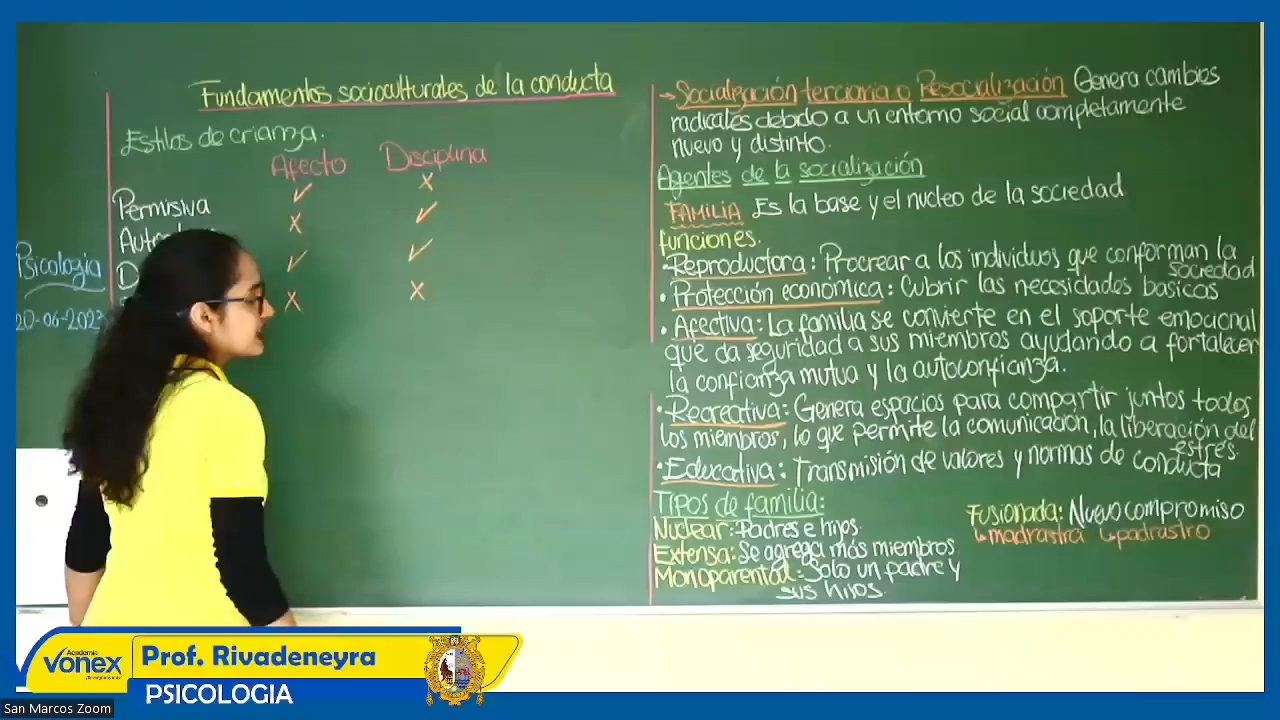 Fundamentos socioculturales de la conducta
Estilos de crianza.
Afecto Disciplina
Permisiva ✓ X
X ✓
✓ ✓
X X
Psicologia
20-06-2023
→ Socialización terciaria o Resocialización Genera cambios
radicales debido a un entorno social completamente
nuevo y distinto.
Agentes de la socialización
FAMILIA Es la base y el nucleo de la sociedad
funciones.
• Reproductora: Procrear a los individuos que conforman la
sociedad
• Protección económica: Cubrir las necesidades basicas
• Afectiva: La familia se convierte en el soporte emocional
que da seguridad a sus miembros ayudando a fortalecer
la confianza mutua y la autoconfianza.
• Recreativa: Genera espacios para compartir juntos todos
los miembros, lo que permite la comunicación, la liberación del
estrés.
• Educativa: Transmisión de valores y normas de conducta
Tipos de familia:
Nuclear: Padres e hijos.
Extensa: Se agrega más miembros
Monoparental: Solo un padre y
sus hijos.
Fusionada: Nuevo compromiso
↳madrastra ↳padrastro
Academia
vonex
Prof. Rivadeneyra
PSICOLOGIA
San Marcos Zoom